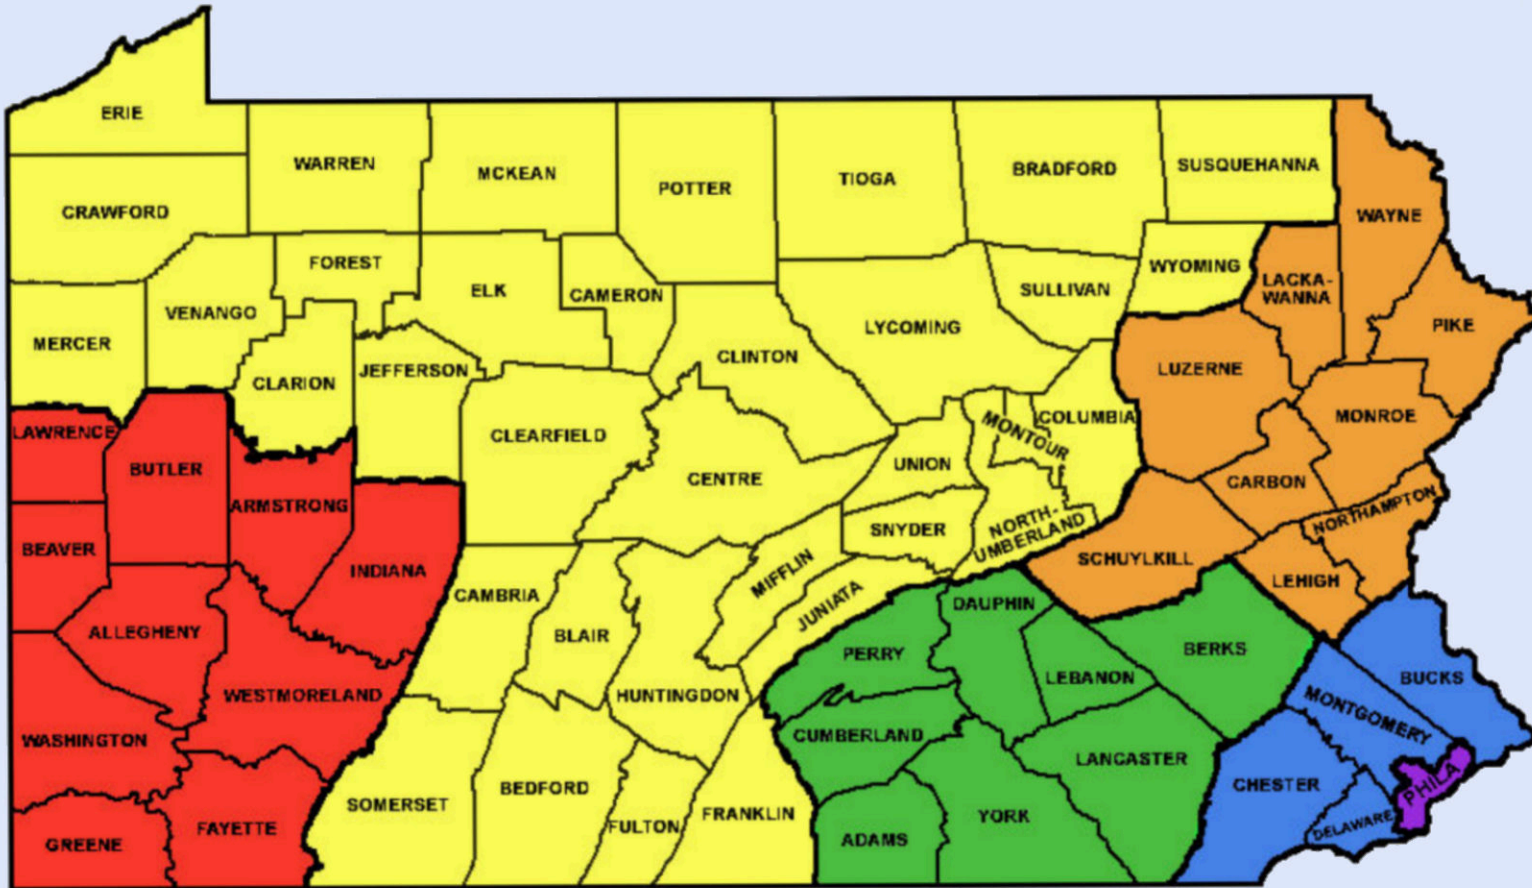 ERIE
WARREN
MCKEAN
POTTER
TIOGA
BRADFORD
SUSQUEHANNA
CRAWFORD
WAYNE
FOREST
ELK
CAMERON
SULLIVAN
WYOMING
LACKA-
WANNA
VENANGO
MERCER
LYCOMING
PIKE
CLINTON
JEFFERSON
CLARION
LUZERNE
LAWRENCE
BUTLER
CLEARFIELD
COLUMBIA
MONTOUR
MONROE
CENTRE
UNION
CARBON
ARMSTRONG
SNYDER
NORTH-
UMBERLAND
NORTHAMPTON
BEAVER
INDIANA
SCHUYLKILL
LEHIGH
MIFFLIN
JUNIATA
CAMBRIA
DAUPHIN
ALLEGHENY
BLAIR
PERRY
BERKS
LEBANON
BUCKS
WESTMORELAND
HUNTINGDON
MONTGOMERY
WASHINGTON
CUMBERLAND
LANCASTER
CHESTER
PHILA
SOMERSET
BEDFORD
FRANKLIN
YORK
FAYETTE
FULTON
DELAWARE
GREENE
ADAMS